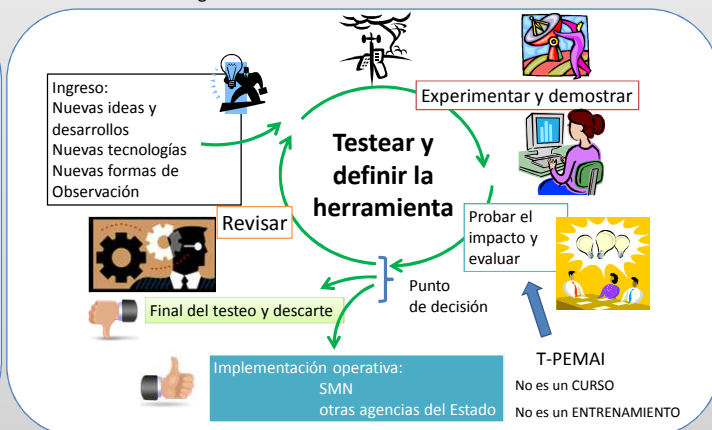 Ingreso:
Nuevas ideas y
desarrollos
Nuevas tecnologías
Nuevas formas de
Observación
Experimentar y demostrar
Testear y
definir la
herramienta
Revisar
Probar el
impacto y
evaluar
Punto
de decisión
Final del testeo y descarte
Implementación operativa:
SMN
otras agencias del Estado
T-PEMAI
No es un CURSO
No es un ENTRENAMIENTO